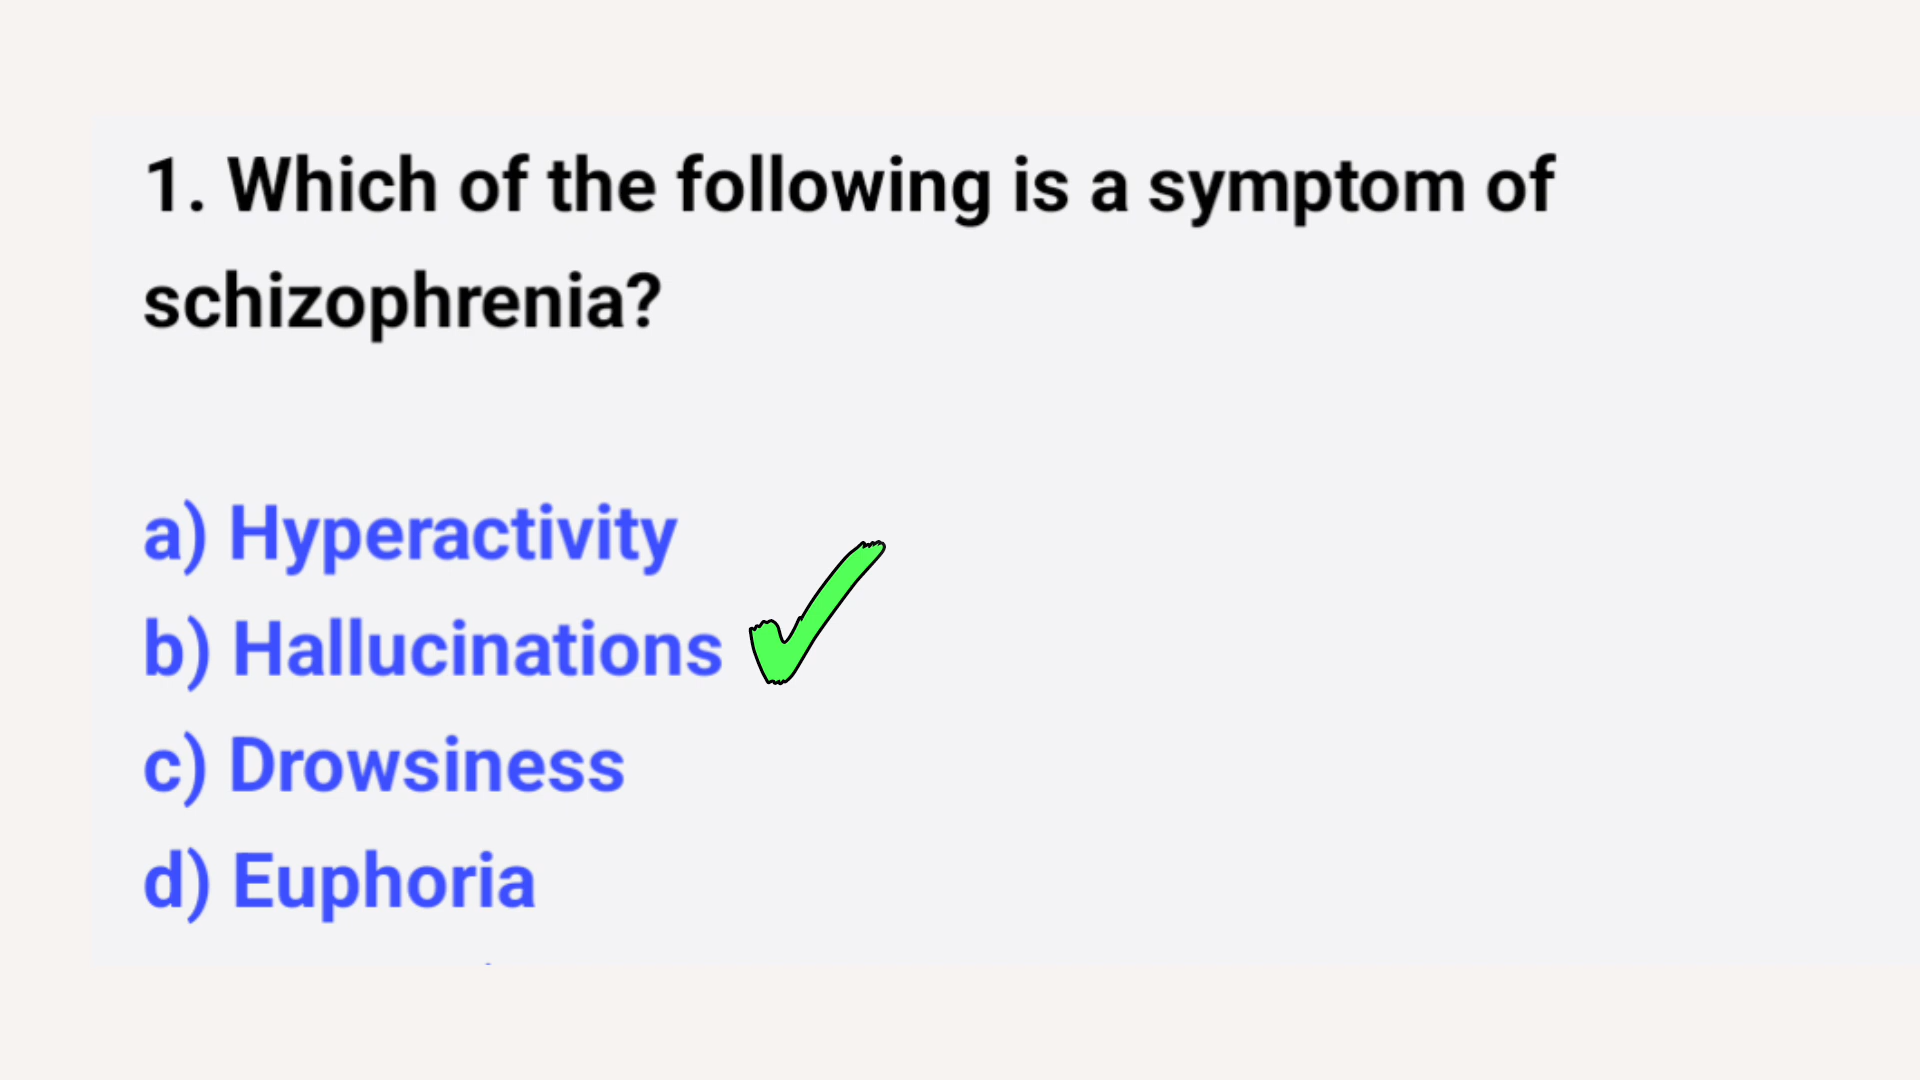 1. Which of the following is a symptom of
schizophrenia?
a) Hyperactivity
b) Hallucinations
c) Drowsiness
d) Euphoria